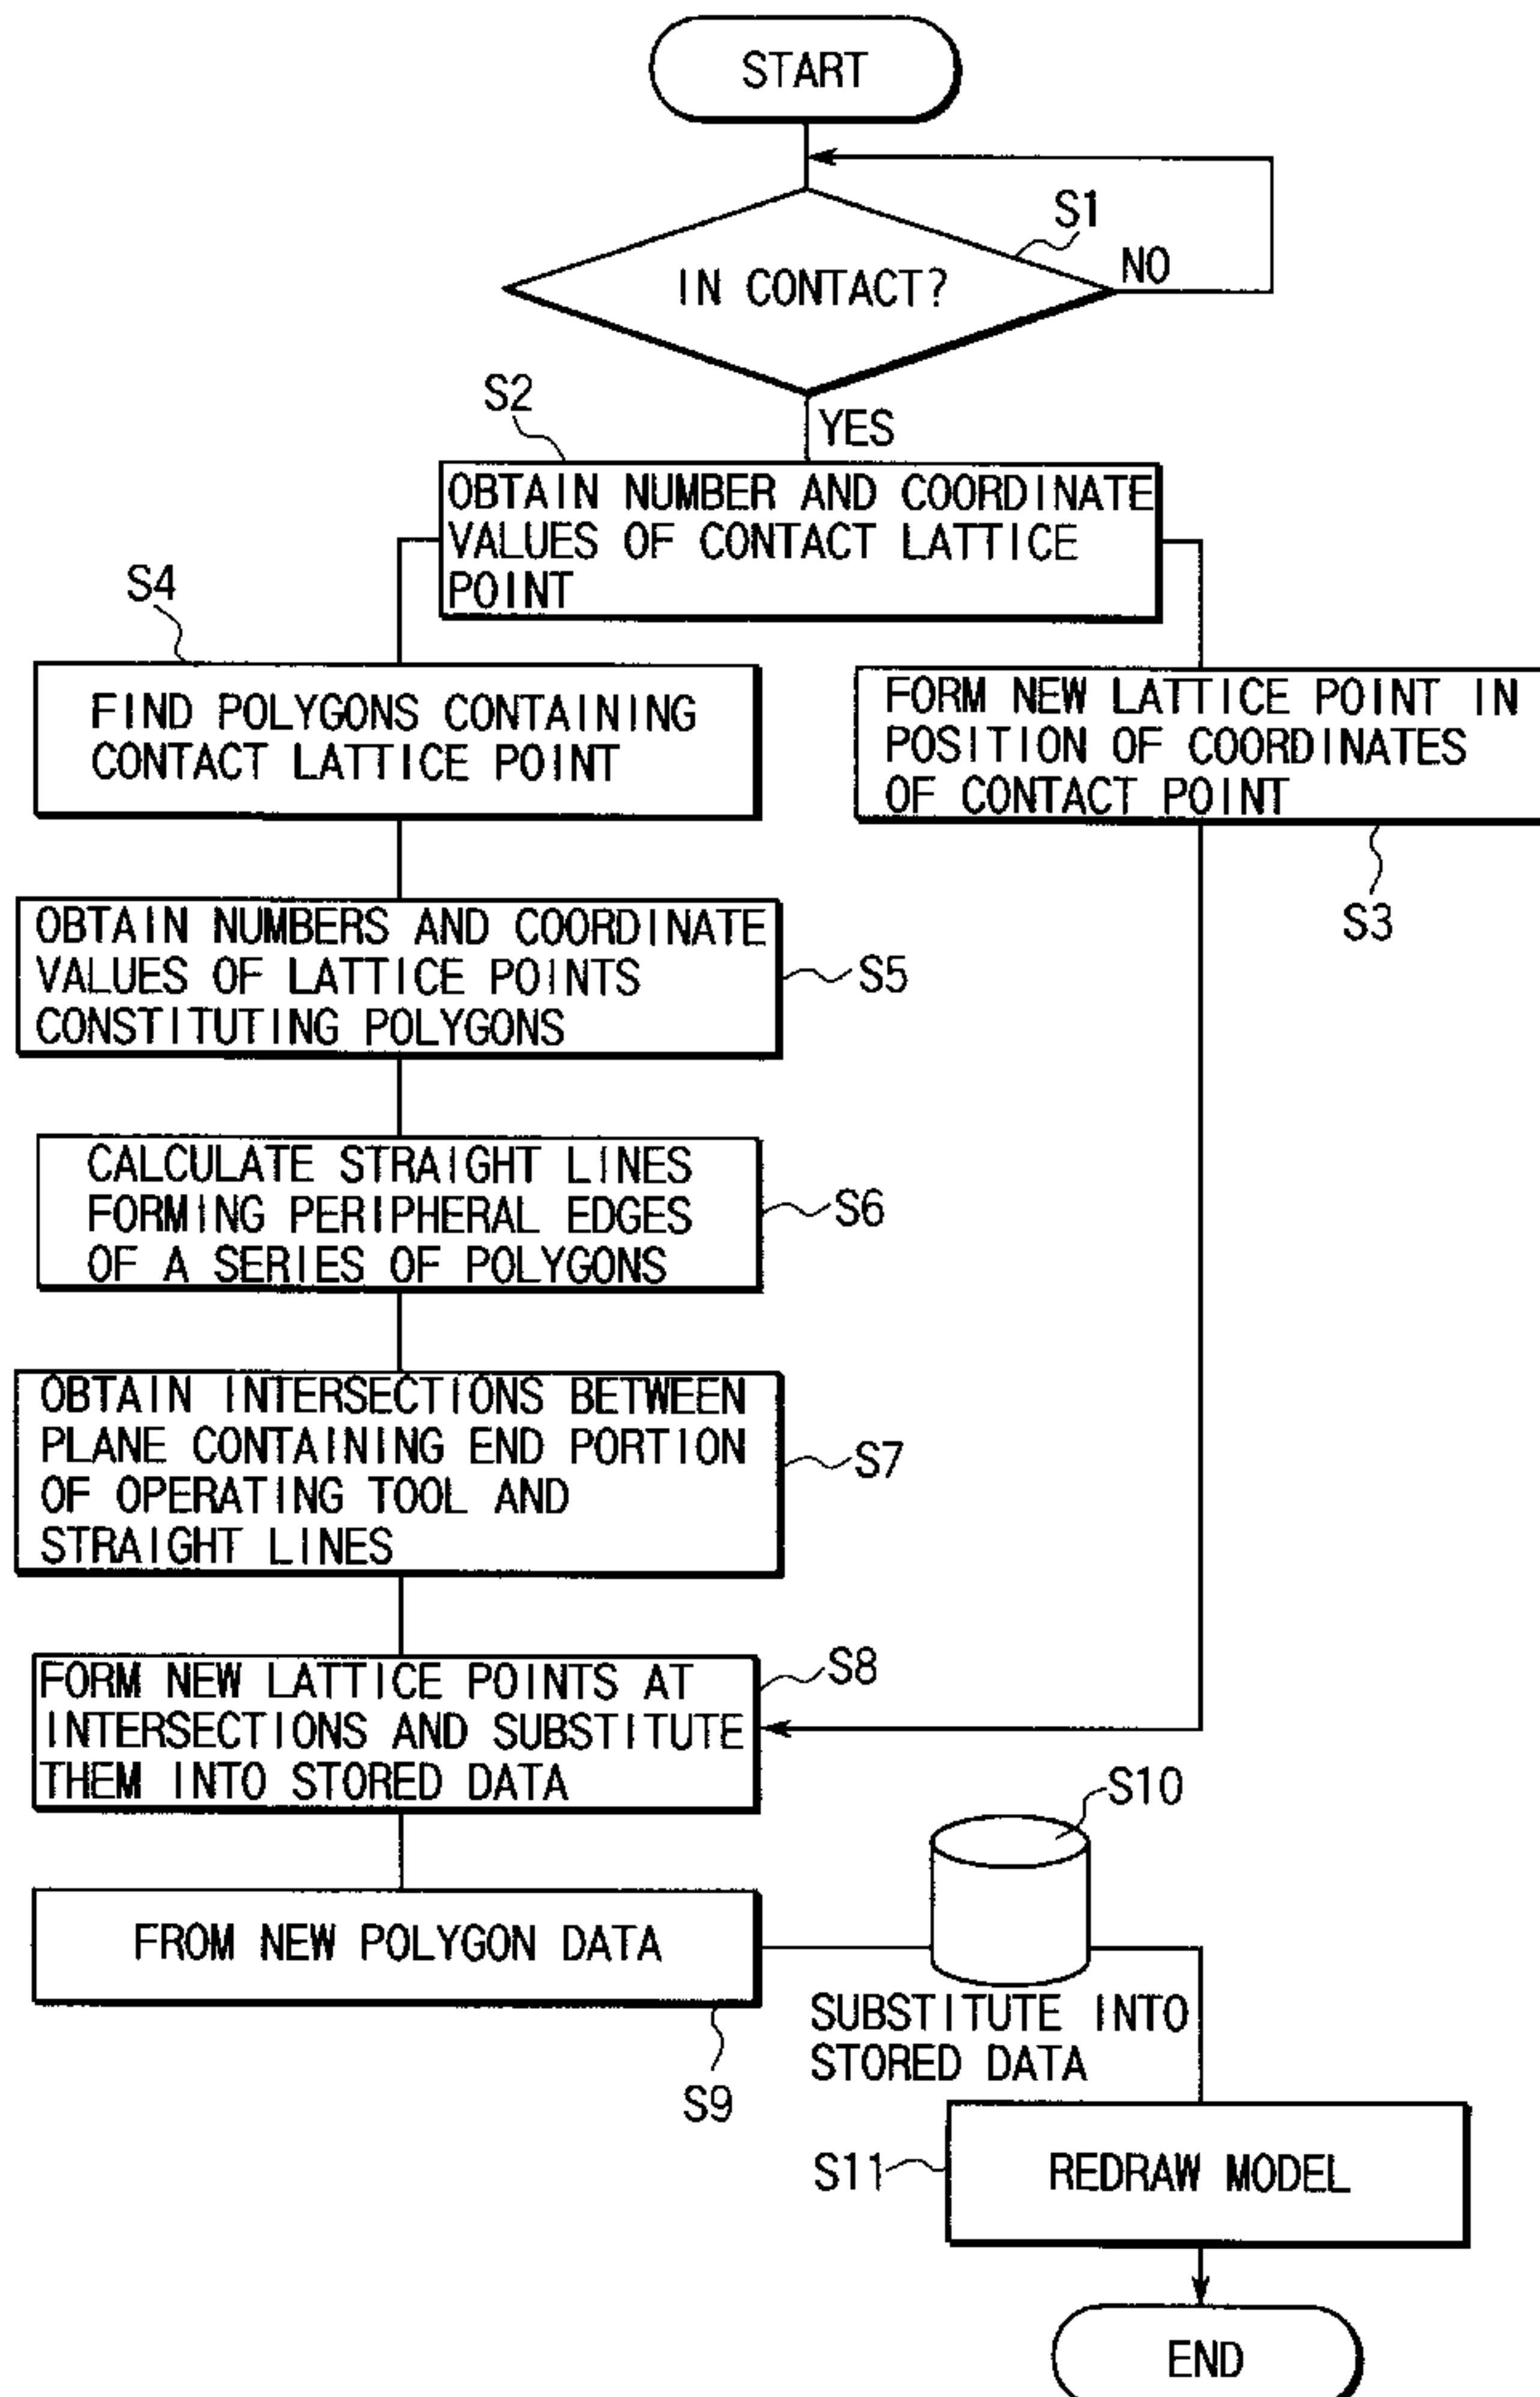 START
S1
IN CONTACT?
NO
S2
YES
OBTAIN NUMBER AND COORDINATE
VALUES OF CONTACT LATTICE
POINT
S4
FIND POLYGONS CONTAINING
CONTACT LATTICE POINT
FORM NEW LATTICE POINT IN
POSITION OF COORDINATES
OF CONTACT POINT
S3
OBTAIN NUMBERS AND COORDINATE
VALUES OF LATTICE POINTS
CONSTITUTING POLYGONS
S5
CALCULATE STRAIGHT LINES
FORMING PERIPHERAL EDGES
OF A SERIES OF POLYGONS
S6
OBTAIN INTERSECTIONS BETWEEN
PLANE CONTAINING END PORTION
OF OPERATING TOOL AND
STRAIGHT LINES
S7
FORM NEW LATTICE POINTS AT
INTERSECTIONS AND SUBSTITUTE
THEM INTO STORED DATA
S8
S10
FROM NEW POLYGON DATA
S9
SUBSTITUTE INTO
STORED DATA
S11
REDRAW MODEL
END